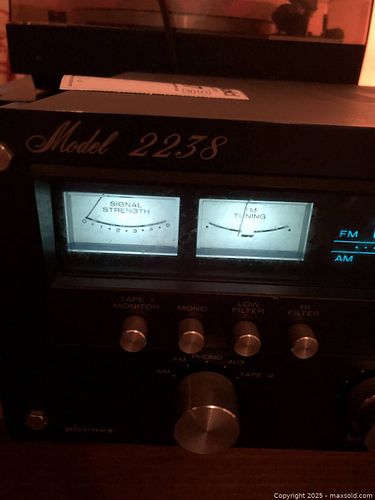 Model 2238
SIGNAL
STRENGTH
0 1 2 3 4 5
FM
TUNING
FM
AM
TAPE 1
MONITOR
MONO
LOW
FILTER
HI
FILTER
AM
FM
PHONO
AUX
TAPE 2
Copyright 2025 - maxsold.com